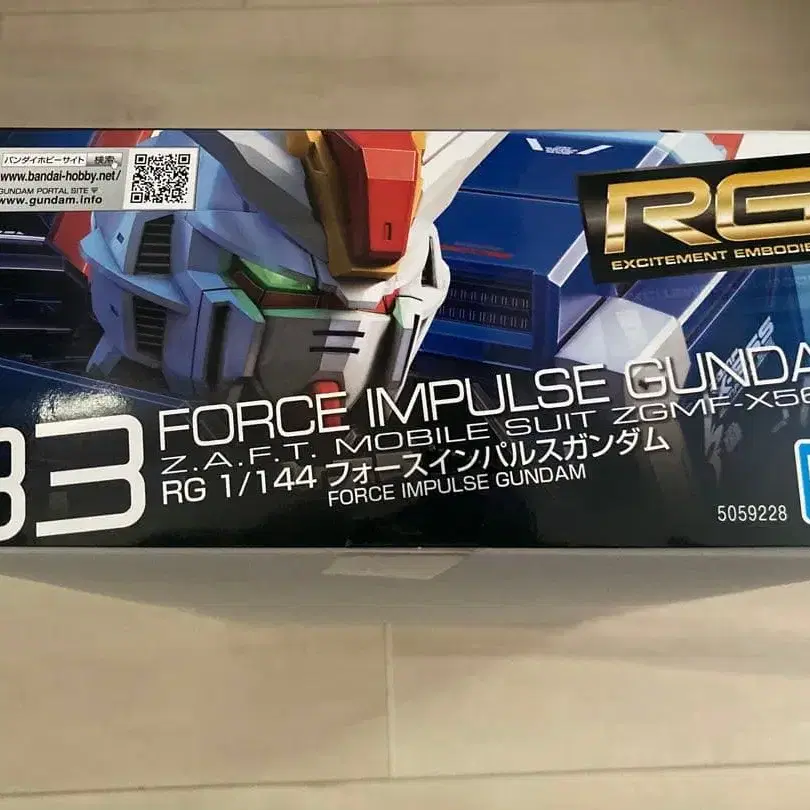 バンダイホビーサイト 検索
www.bandai-hobby.net/
GUNDAM PORTAL SITE
www.gundam.info
RG
EXCITEMENT EMBODIE
33
FORCE IMPULSE GUNDA
Z.A.F.T. MOBILE SUIT ZGMF-X56
RG 1/144 フォースインパルスガンダム
FORCE IMPULSE GUNDAM
5059228